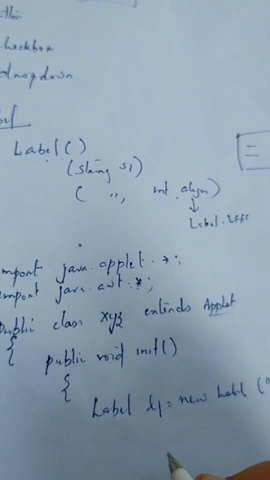 checkbox
dropdown
Label()
(string s1)
( ,, int align)
Label.LEFT
import java.applet.*;
import java.awt.*;
public class xyz extends Applet
{ public void init()
{
Label l1 = new Label (